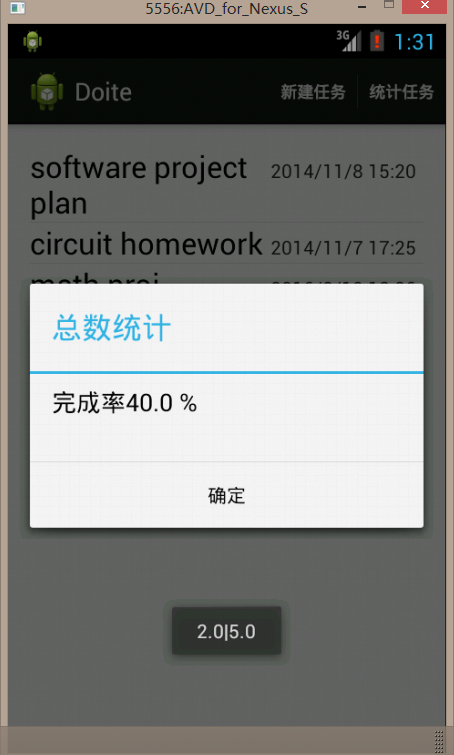 5556:AVD_for_Nexus_S
3G 1:31
Doite 新建任务 统计任务
software project plan 2014/11/8 15:20
circuit homework 2014/11/7 17:25
math proj
总数统计
完成率40.0 %
确定
2.0|5.0